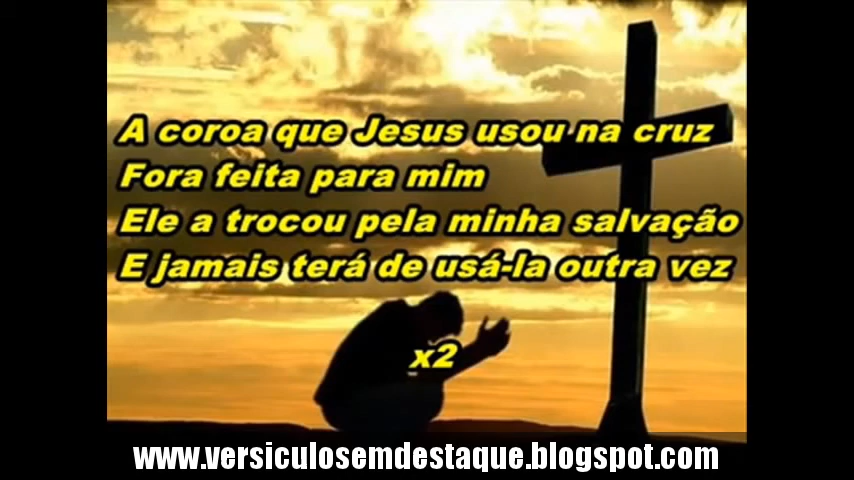 A coroa que Jesus usou na cruz
Fora feita para mim
Ele a trocou pela minha salvação
E jamais terá de usá-la outra vez
x2
www.versiculosemdestaque.blogspot.com